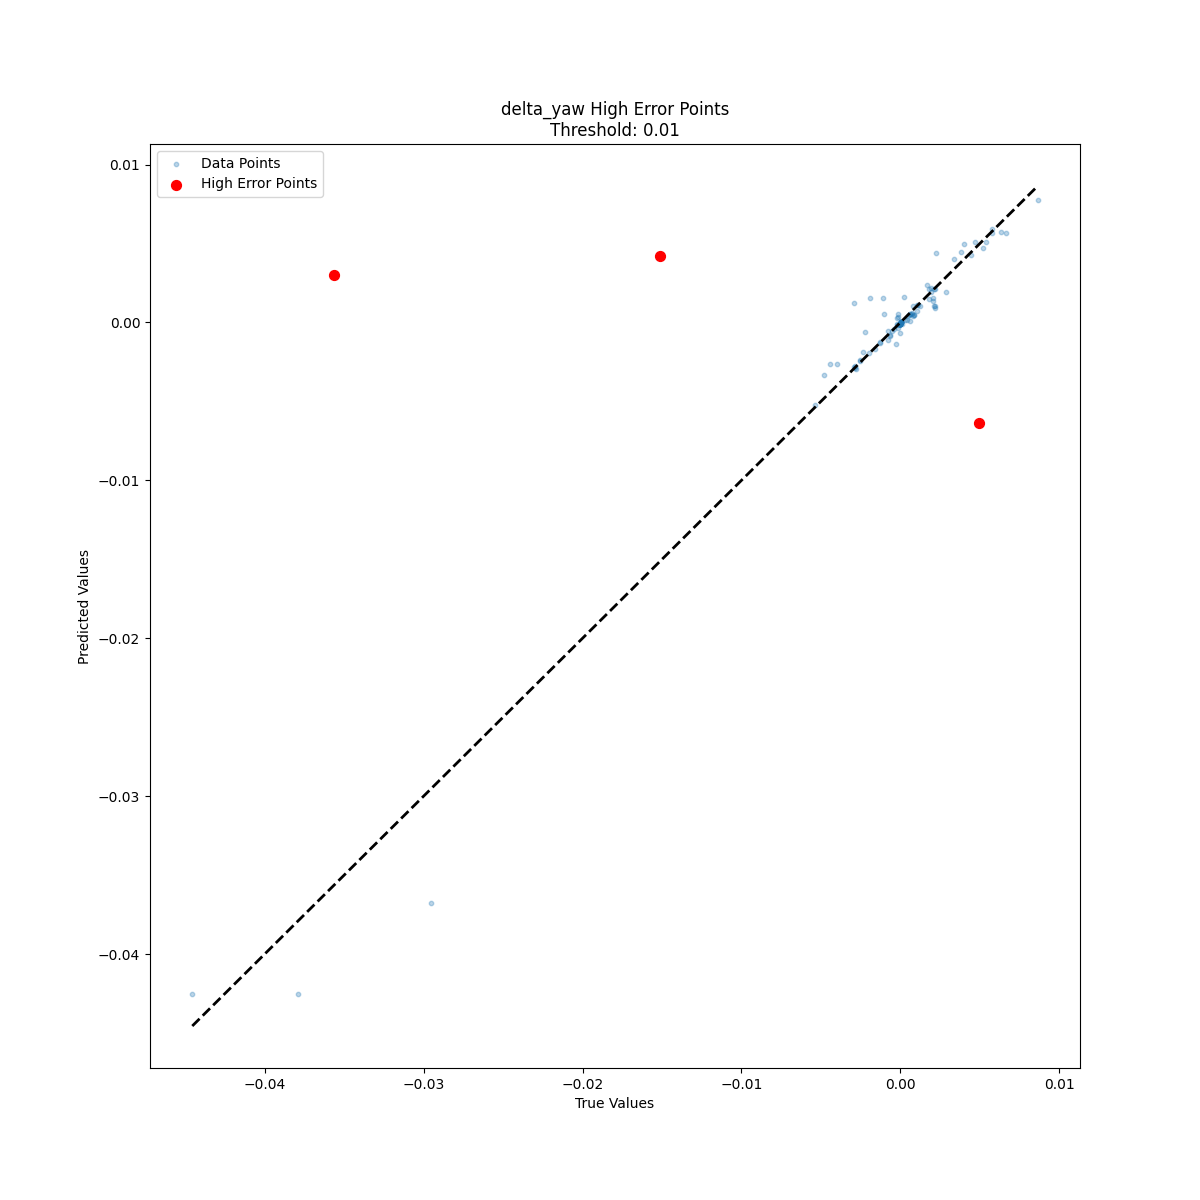 delta_yaw High Error Points
Threshold: 0.01
Data Points
High Error Points
0.01
0.00
−0.01
−0.02
−0.03
−0.04
Predicted Values
−0.04
−0.03
−0.02
−0.01
0.00
0.01
True Values